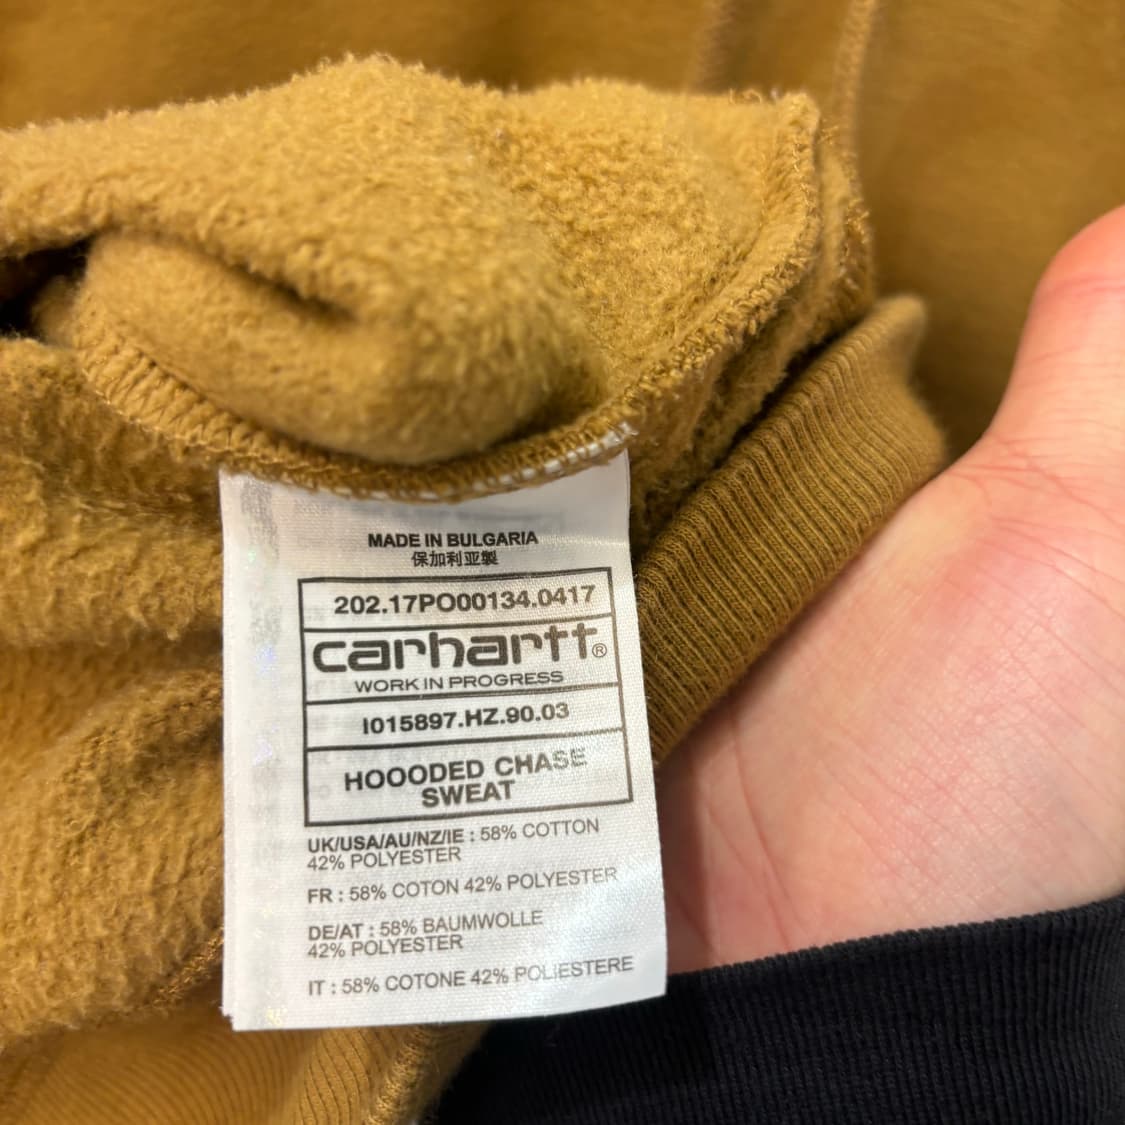 MADE IN BULGARIA
保加利亚製
202.17PO00134.0417
carhartt®
WORK IN PROGRESS
I015897.HZ.90.03
HOOODED CHASE
SWEAT
UK/USA/AU/NZ/IE : 58% COTTON
42% POLYESTER
FR : 58% COTON 42% POLYESTER
DE/AT : 58% BAUMWOLLE
42% POLYESTER
IT : 58% COTONE 42% POLIESTERE